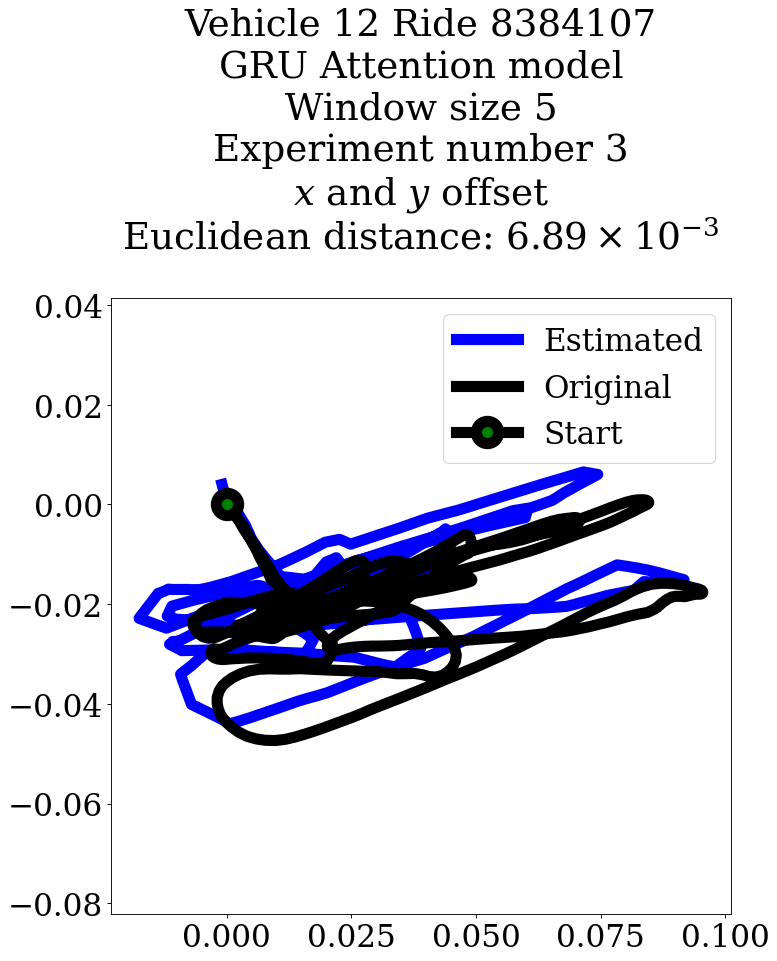 Vehicle 12 Ride 8384107
GRU Attention model
Window size 5
Experiment number 3
x and y offset
Euclidean distance: 6.89 × 10⁻³
Estimated
Original
Start
0.04
0.02
0.00
−0.02
−0.04
−0.06
−0.08
0.000 0.025 0.050 0.075 0.100